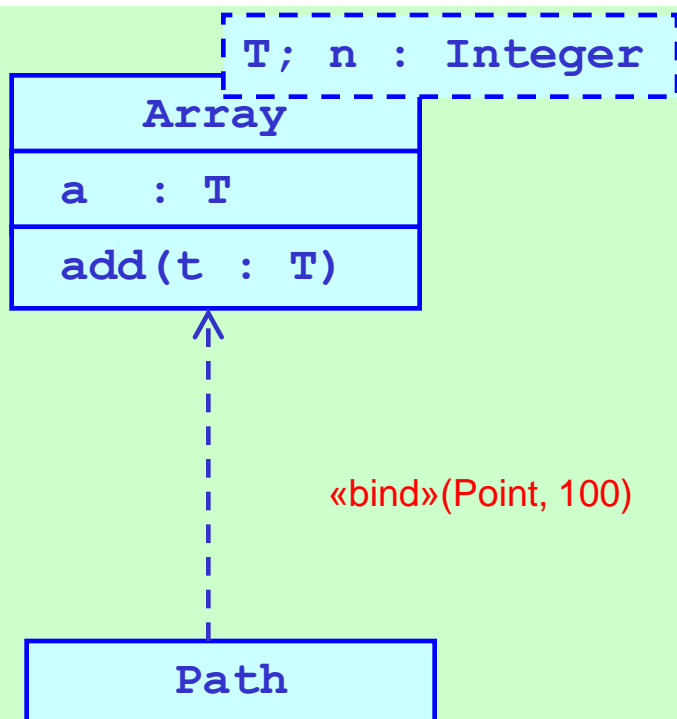 T; n : Integer
Array
a : T
add(t : T)
«bind»(Point, 100)
Path